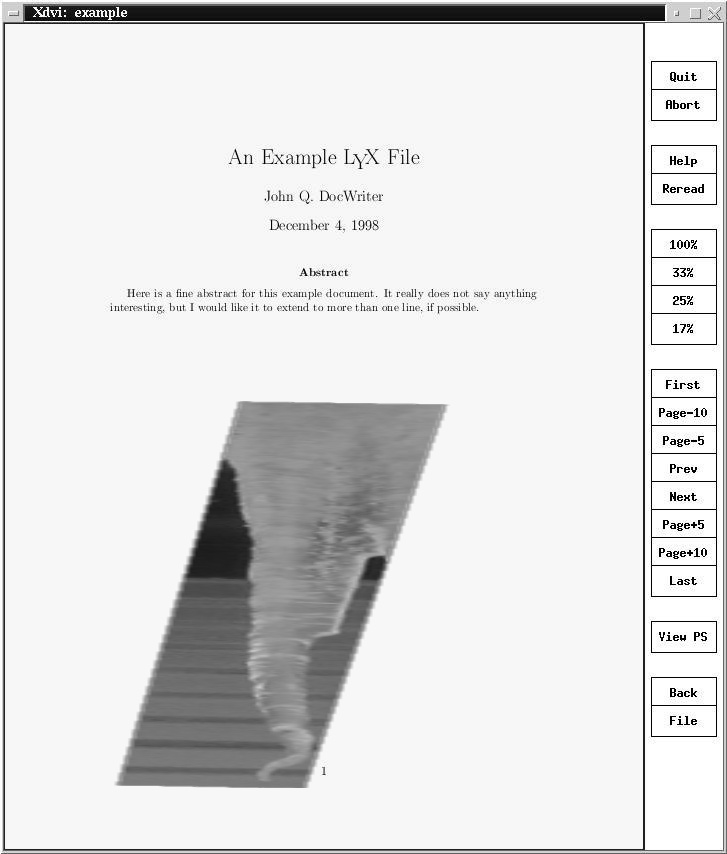 Xdvi: example
An Example LyX File
John Q. DocWriter
December 4, 1998
Abstract
Here is a fine abstract for this example document. It really does not say anything
interesting, but I would like it to extend to more than one line, if possible.
1
Quit
Abort
Help
Reread
100%
33%
25%
17%
First
Page-10
Page-5
Prev
Next
Page+5
Page+10
Last
View PS
Back
File